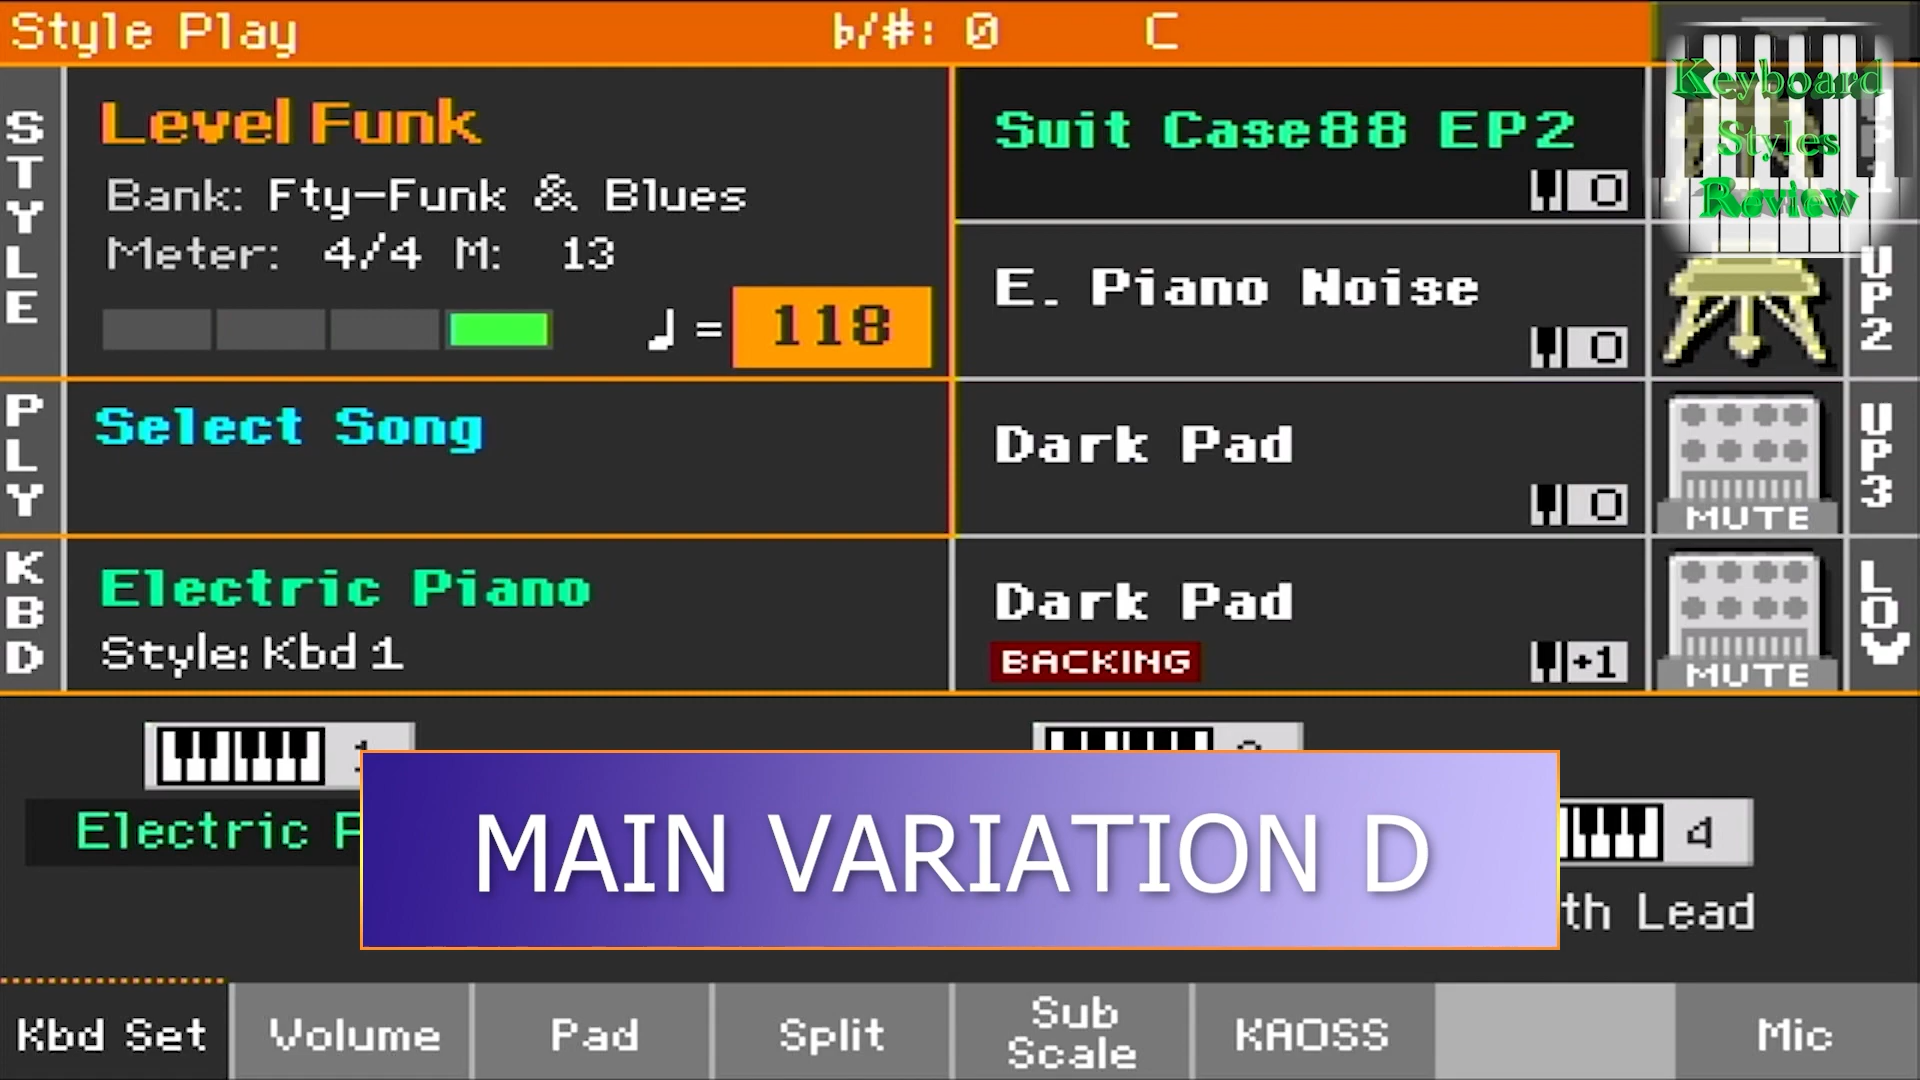 Style Play ♭/#: 0 C
Keyboard
Styles
Review
STYLE
Level Funk
Bank: Fty-Funk & Blues
Meter: 4/4 M: 13
♩ = 118
Suit Case88 EP2
0
E. Piano Noise
0
UP2
PLY
Select Song
Dark Pad
0
MUTE
UP3
KBD
Electric Piano
Style: Kbd 1
Dark Pad
BACKING
+1
MUTE
LOW
Electric
4
th Lead
MAIN VARIATION D
Kbd Set
Volume
Pad
Split
Sub
Scale
KAOSS
Mic